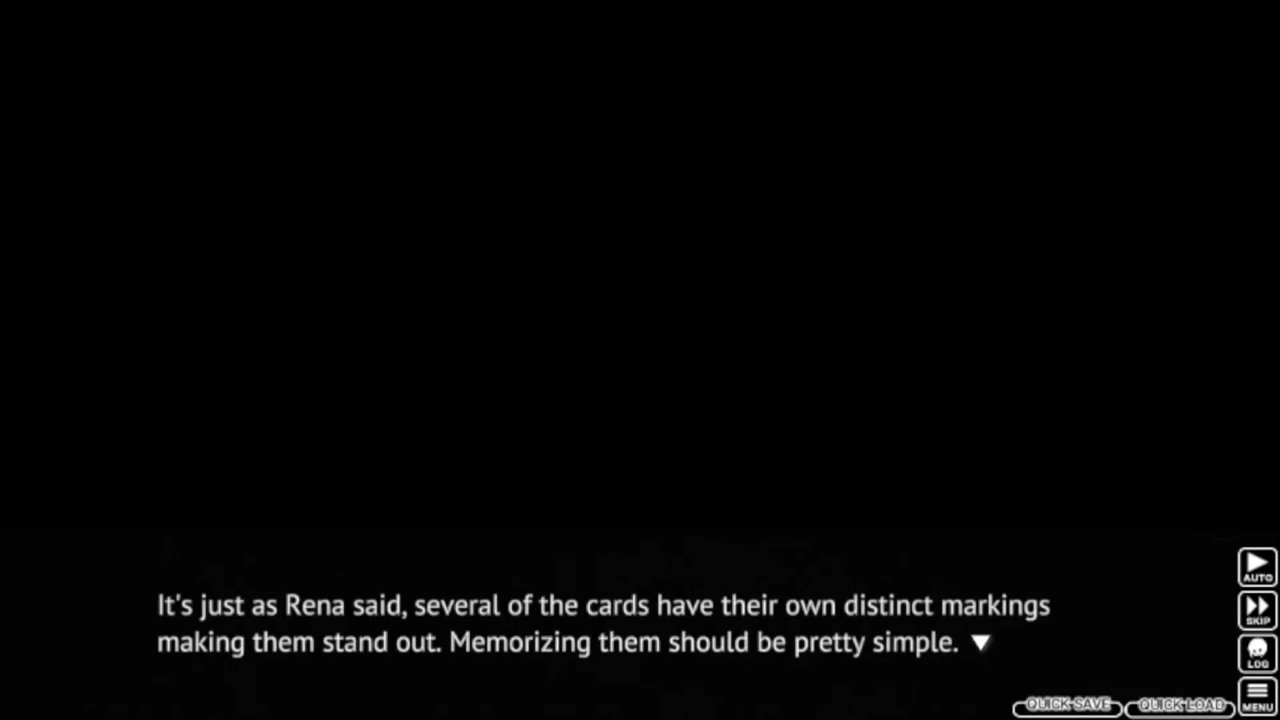 It's just as Rena said, several of the cards have their own distinct markings
making them stand out. Memorizing them should be pretty simple.
AUTO
SKIP
LOG
MENU
QUICK SAVE QUICK LOAD